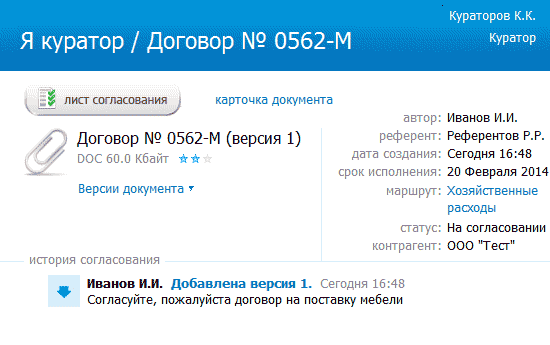 Кураторов К.К.
Я куратор / Договор № 0562-М
Куратор
лист согласования
карточка документа
Договор № 0562-М (версия 1)
DOC 60.0 Кбайт
Версии документа
автор: Иванов И.И.
референт: Референтов Р.Р.
дата создания: Сегодня 16:48
срок исполнения: 20 Февраля 2014
маршрут: Хозяйственные
расходы
статус: На согласовании
контрагент: ООО "Тест"
история согласования
Иванов И.И. Добавлена версия 1. Сегодня 16:48
Согласуйте, пожалуйста договор на поставку мебели